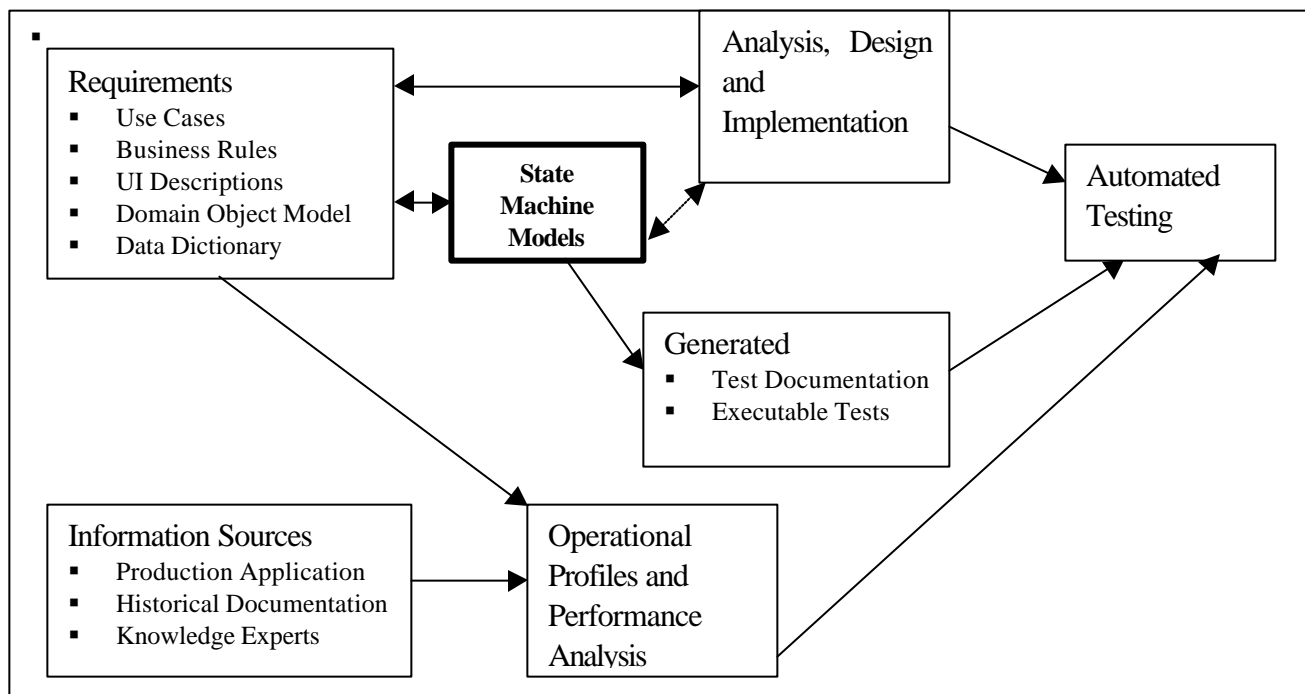 ▪
Requirements
▪ Use Cases
▪ Business Rules
▪ UI Descriptions
▪ Domain Object Model
▪ Data Dictionary
State
Machine
Models
Analysis, Design
and
Implementation
Automated
Testing
Generated
▪ Test Documentation
▪ Executable Tests
Information Sources
▪ Production Application
▪ Historical Documentation
▪ Knowledge Experts
Operational
Profiles and
Performance
Analysis